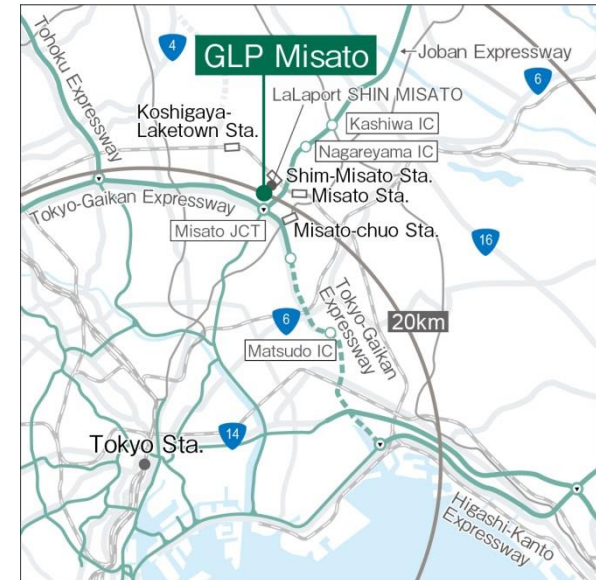 4
GLP Misato
Joban Expressway
6
Tohoku Expressway
LaLaport SHIN MISATO
Koshigaya-
Laketown Sta.
Kashiwa IC
Nagareyama IC
Shim-Misato Sta.
Misato Sta.
Tokyo-Gaikan Expressway
Misato JCT
Misato-chuo Sta.
16
Tokyo-Gaikan
Expressway
6
20km
Matsudo IC
14
Tokyo Sta.
Higashi-Kanto
Expressway